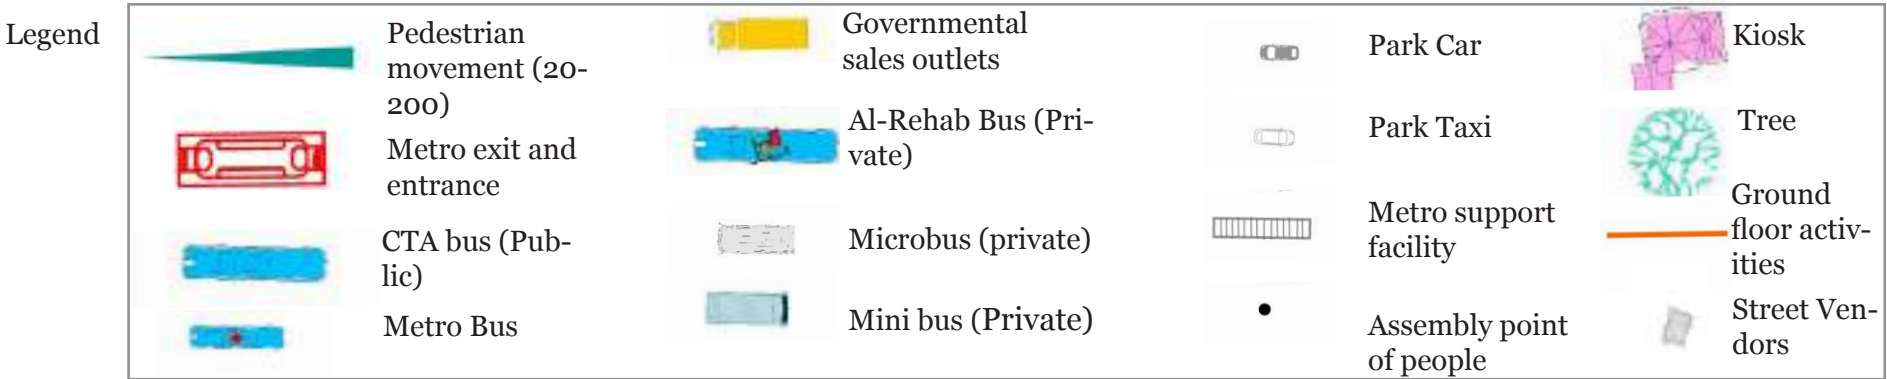 Legend
Pedestrian
movement (20-
200)
Metro exit and
entrance
CTA bus (Pub-
lic)
Metro Bus
Governmental
sales outlets
Al-Rehab Bus (Pri-
vate)
Microbus (private)
Mini bus (Private)
Park Car
Park Taxi
Metro support
facility
Assembly point
of people
Kiosk
Tree
Ground
floor activ-
ities
Street Ven-
dors